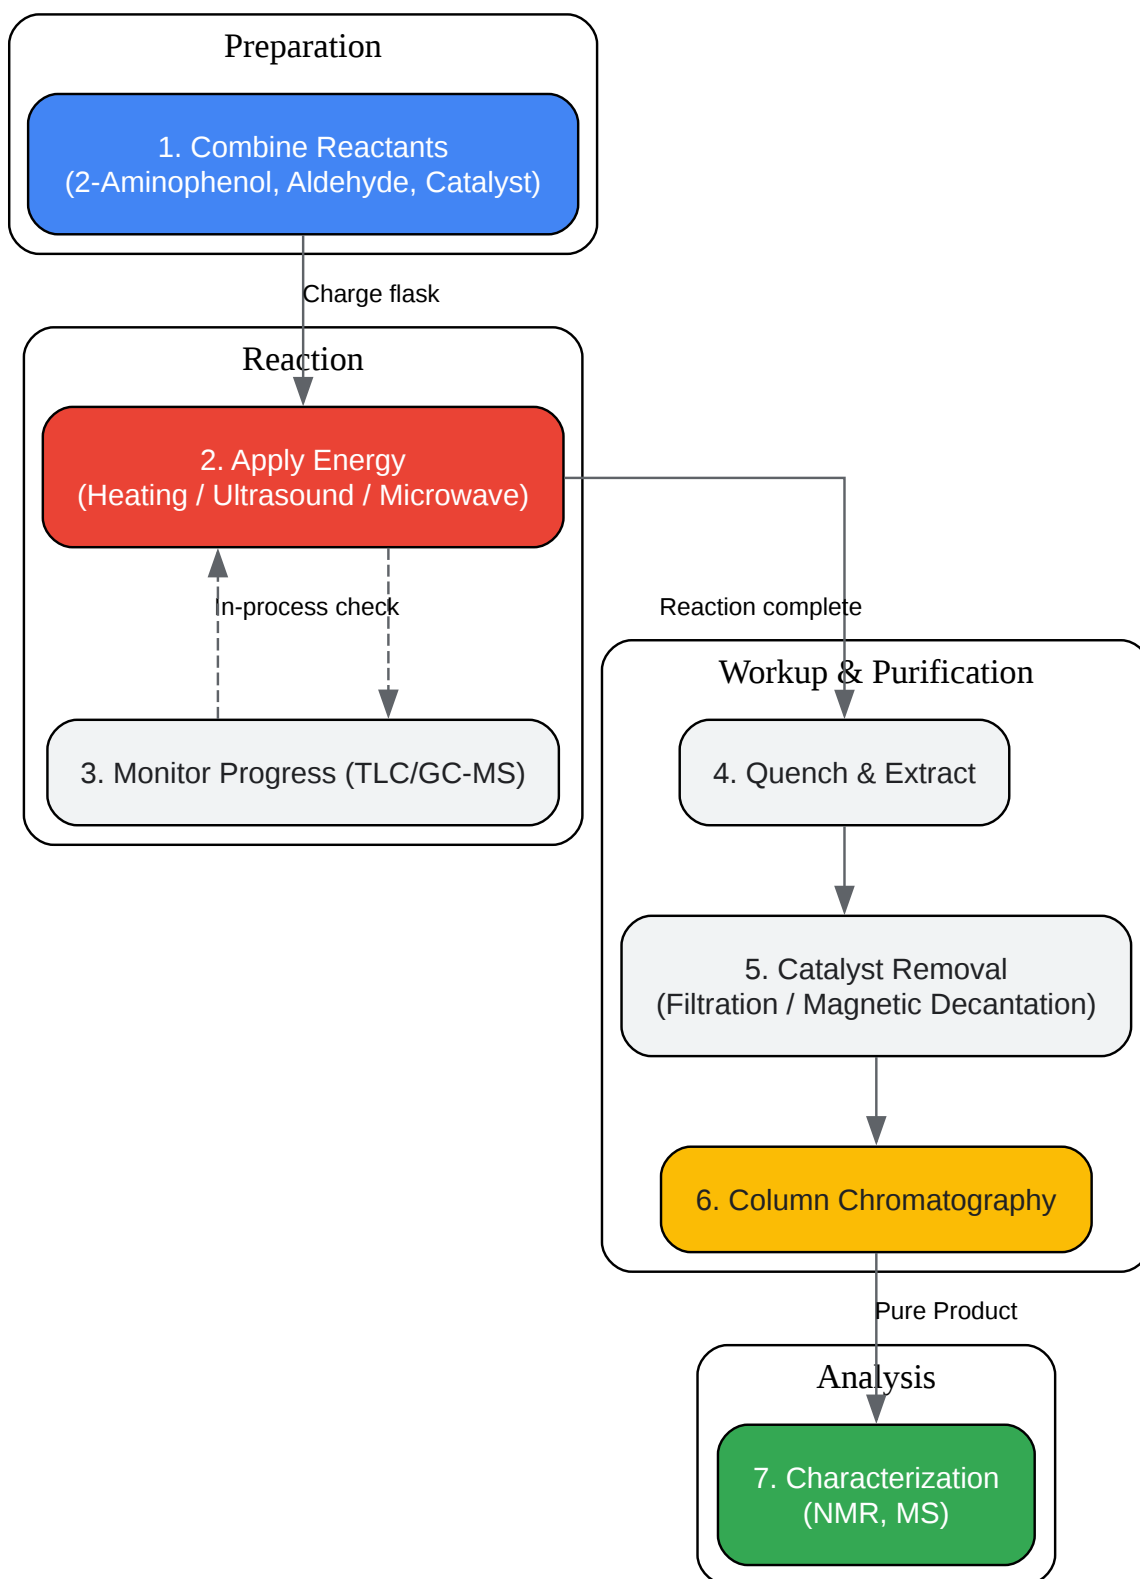 Preparation
1. Combine Reactants
(2-Aminophenol, Aldehyde, Catalyst)
Charge flask
Reaction
2. Apply Energy
(Heating / Ultrasound / Microwave)
In-process check
Reaction complete
3. Monitor Progress (TLC/GC-MS)
Workup & Purification
4. Quench & Extract
5. Catalyst Removal
(Filtration / Magnetic Decantation)
6. Column Chromatography
Pure Product
Analysis
7. Characterization
(NMR, MS)